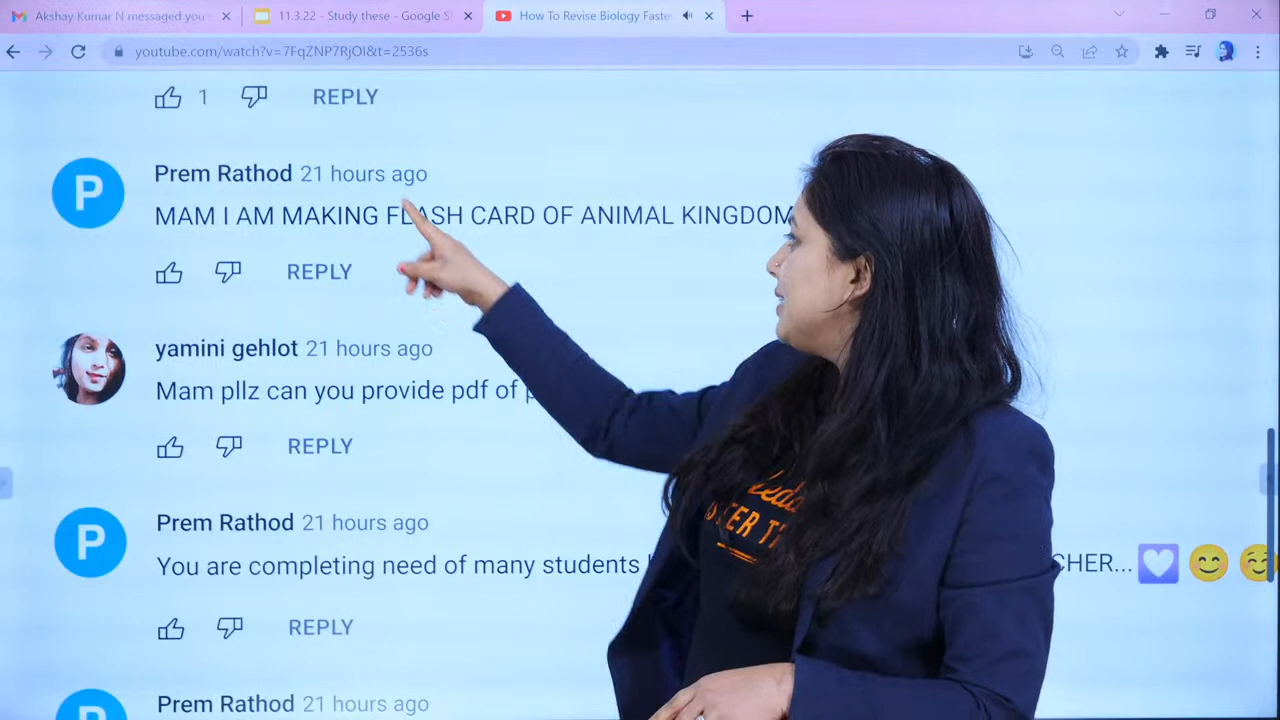 Akshay Kumar N messaged you
11.3.22 - Study these - Google
How To Revise Biology Faste
youtube.com/watch?v=7FqZNP7RjOI&t=2536s
1
REPLY
P
Prem Rathod 21 hours ago
MAM I AM MAKING FLASH CARD OF ANIMAL KINGDOM
REPLY
yamini gehlot 21 hours ago
Mam pllz can you provide pdf of
REPLY
P
Prem Rathod 21 hours ago
You are completing need of many students
CHER... 💟 😊 ☺️
REPLY
Prem Rathod 21 hours ago